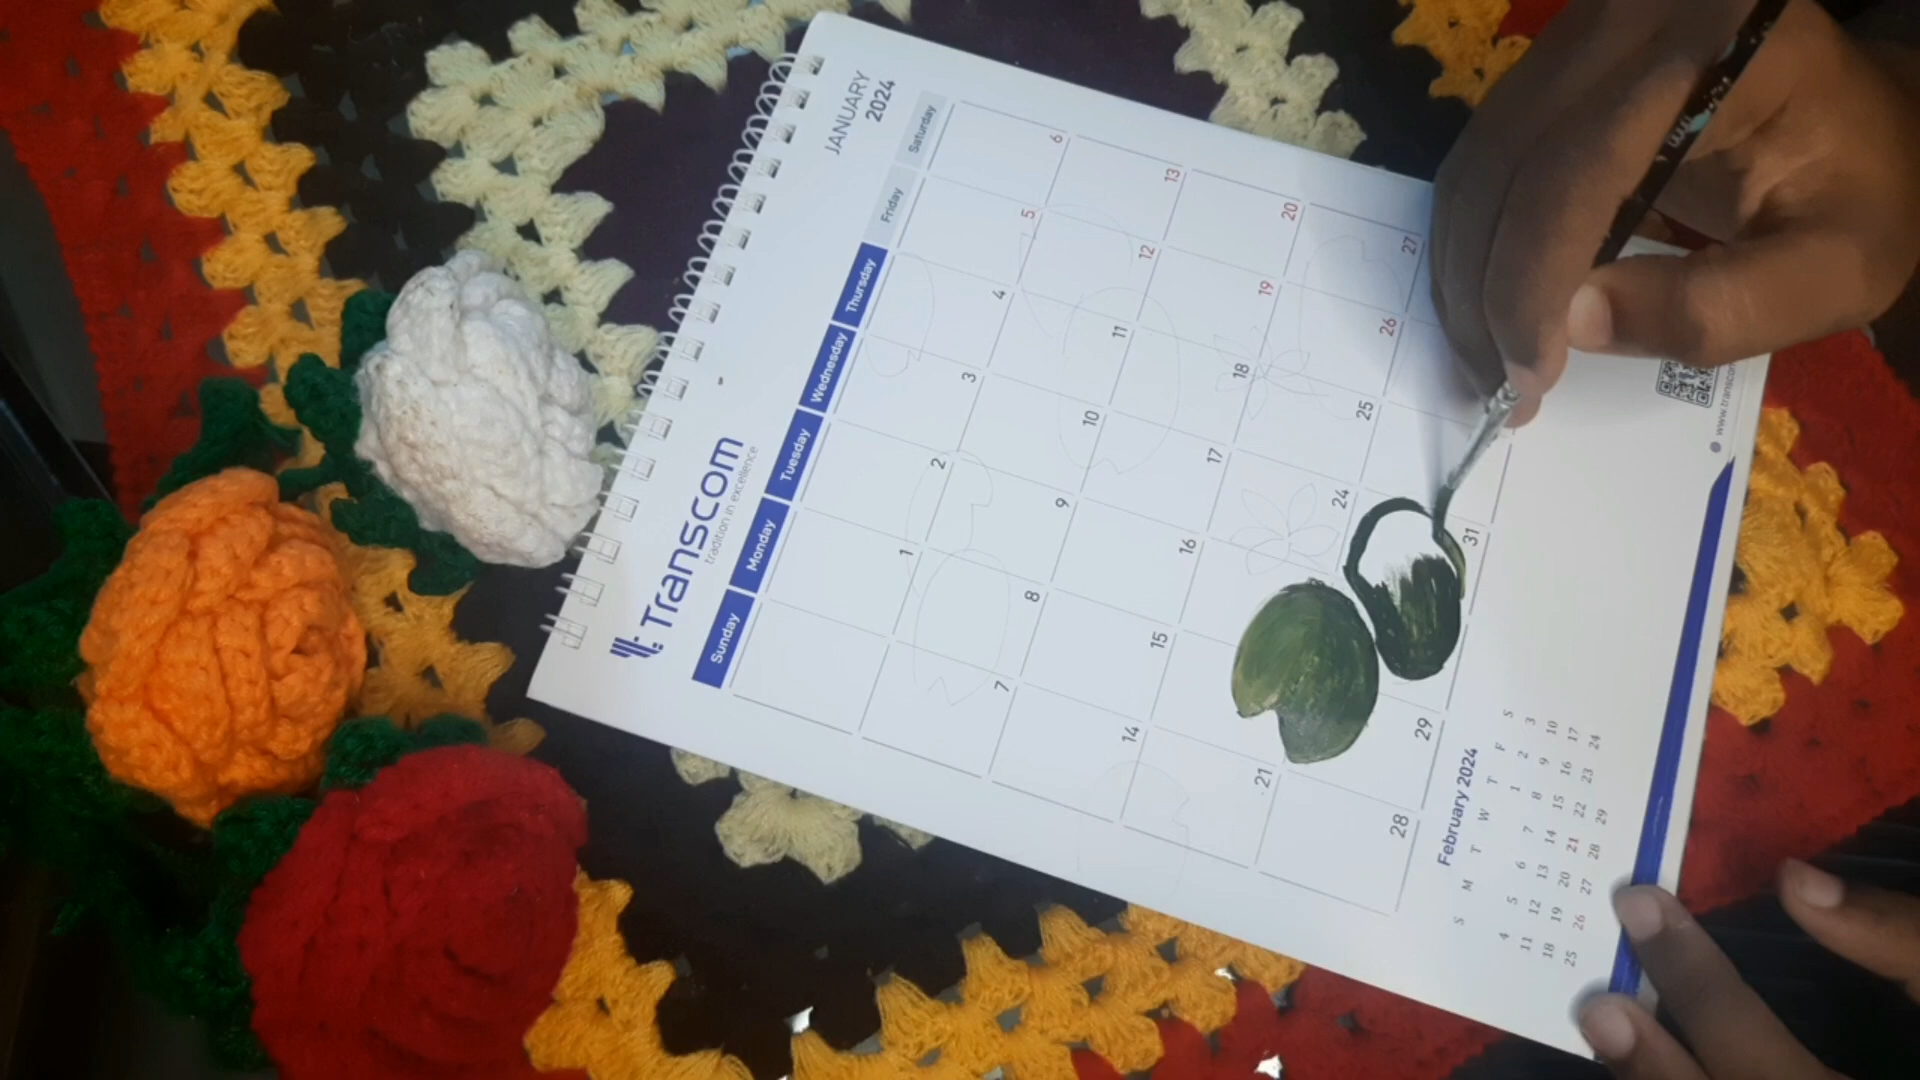 JANUARY
2024
Transcom
tradition in excellence
Sunday Monday Tuesday Wednesday Thursday Friday Saturday
1 2 3 4 5 6
7 8 9 10 11 12 13
14 15 16 17 18 19 20
21 24 25 26 27
28 29 31
February 2024
S M T W T F S
1 2 3
4 5 6 7 8 9 10
11 12 13 14 15 16 17
18 19 20 21 22 23 24
25 26 27 28 29
www.transcom